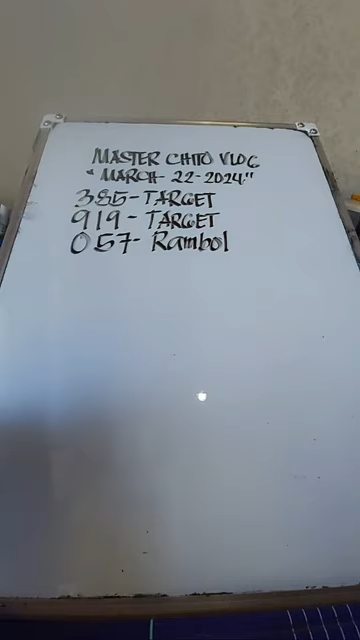 MASTER CHITO VLOG
"MARCH- 22-2024"
385-TARGET
919-TARGET
057-Rambol